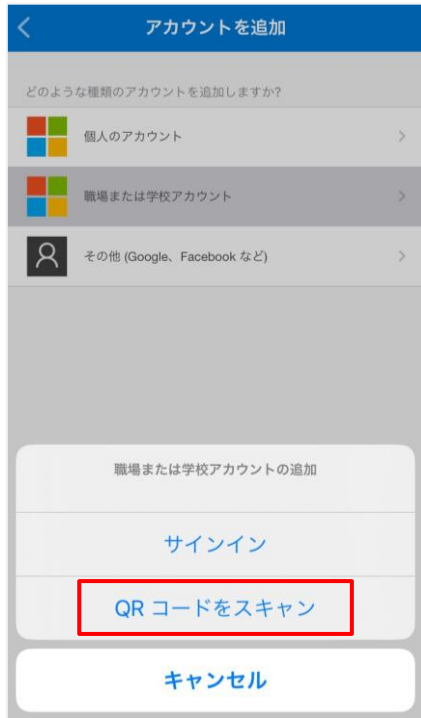 アカウントを追加
どのような種類のアカウントを追加しますか?
個人のアカウント
職場または学校アカウント
その他 (Google、Facebook など)
職場または学校アカウントの追加
サインイン
QR コードをスキャン
キャンセル